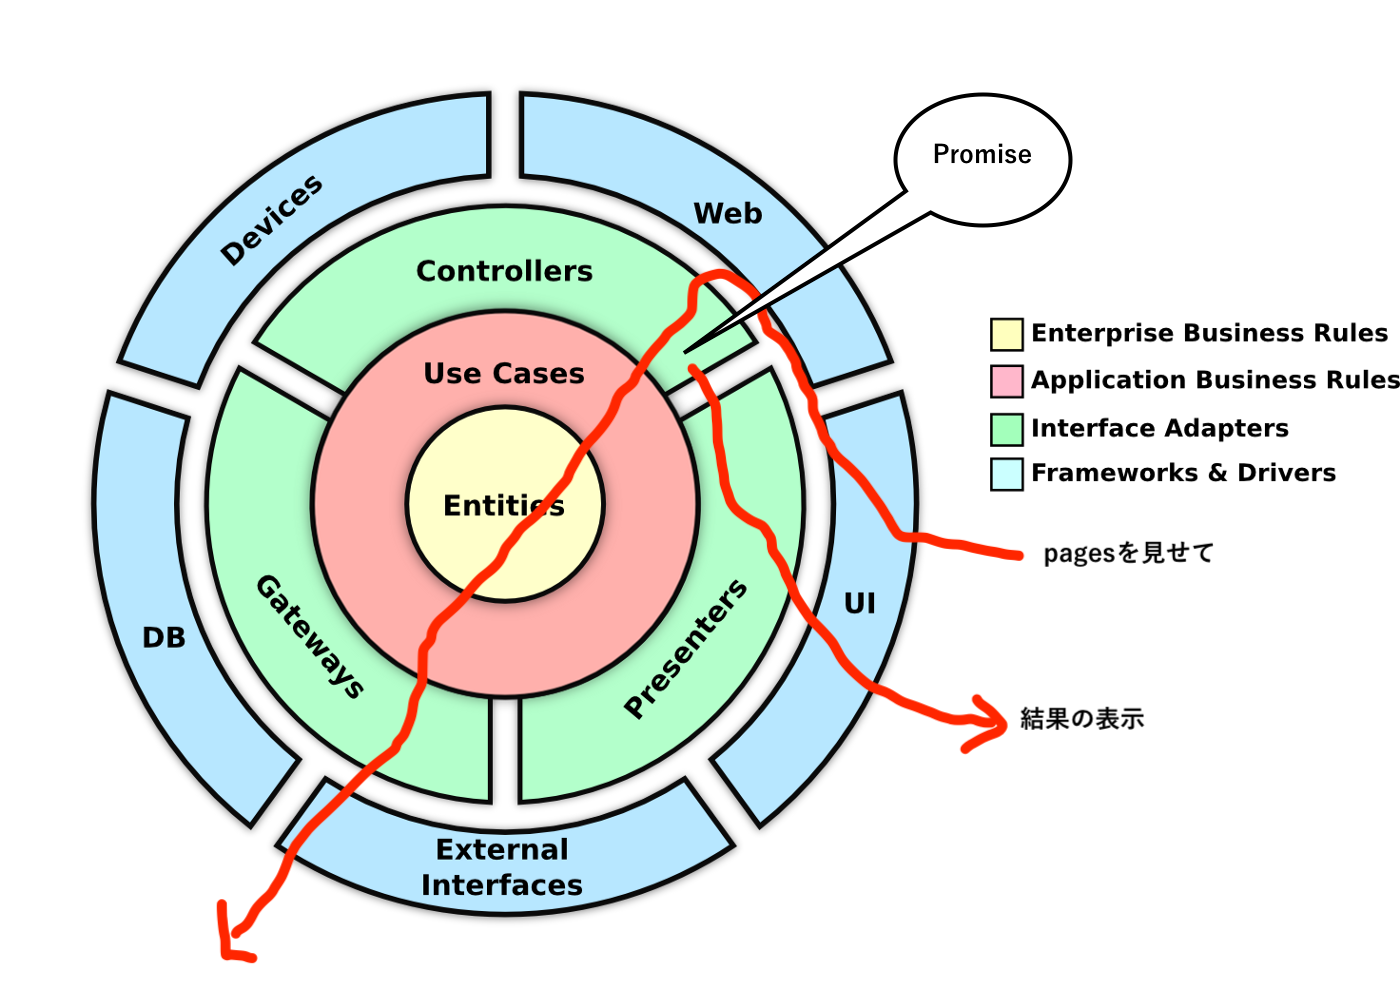 Promise
Devices
Web
Controllers
Use Cases
Entities
Gateways
Presenters
DB
UI
External
Interfaces
Enterprise Business Rules
Application Business Rules
Interface Adapters
Frameworks & Drivers
pagesを見せて
結果の表示